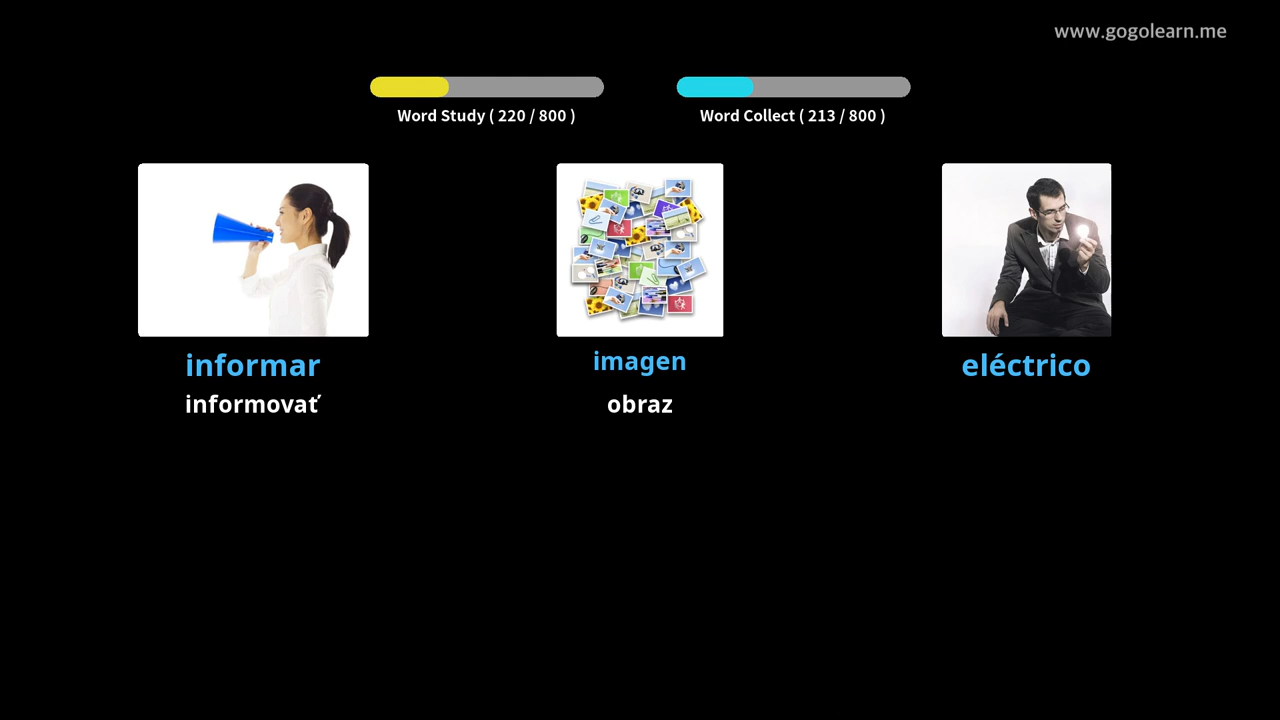 www.gogolearn.me
Word Study ( 220 / 800 )
Word Collect ( 213 / 800 )
informar
imagen
eléctrico
informovať
obraz